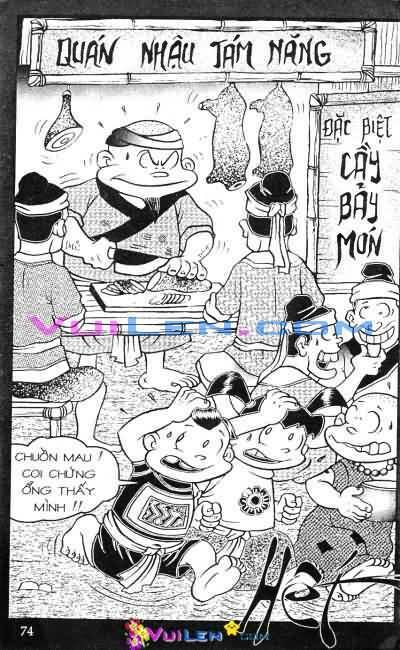 QUÁN NHẬU TÁM NĂNG
ĐẶC BIỆT
CẦY
BẢY
MÓN
VUILEN.COM
CHUỒN MAU !
COI CHỪNG
ỔNG THẤY
MÌNH !!
HẾT
74
VUILEN.COM